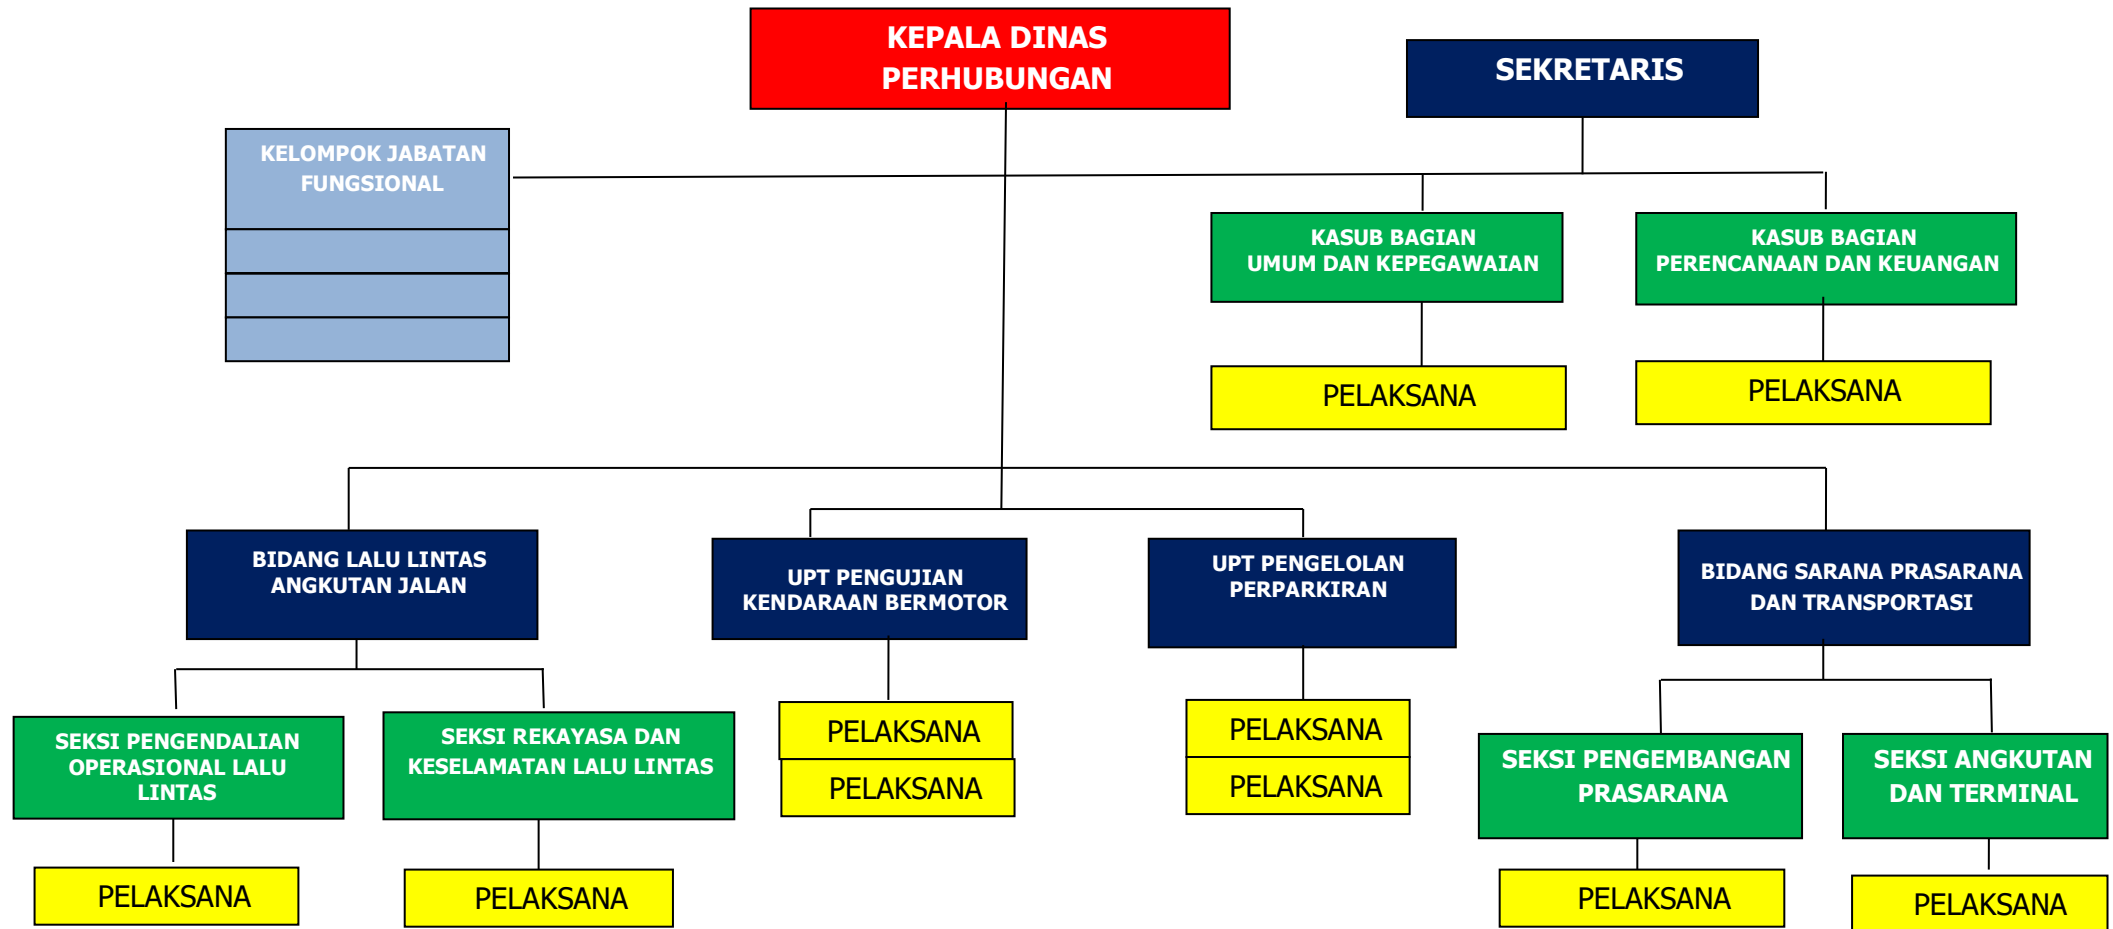 KEPALA DINAS
PERHUBUNGAN
SEKRETARIS
KELOMPOK JABATAN
FUNGSIONAL
KASUB BAGIAN
UMUM DAN KEPEGAWAIAN
KASUB BAGIAN
PERENCANAAN DAN KEUANGAN
PELAKSANA
PELAKSANA
BIDANG LALU LINTAS
ANGKUTAN JALAN
UPT PENGUJIAN
KENDARAAN BERMOTOR
UPT PENGELOLAN
PERPARKIRAN
BIDANG SARANA PRASARANA
DAN TRANSPORTASI
SEKSI PENGENDALIAN
OPERASIONAL LALU
LINTAS
SEKSI REKAYASA DAN
KESELAMATAN LALU LINTAS
PELAKSANA
PELAKSANA
PELAKSANA
PELAKSANA
SEKSI PENGEMBANGAN
PRASARANA
SEKSI ANGKUTAN
DAN TERMINAL
PELAKSANA
PELAKSANA
PELAKSANA
PELAKSANA